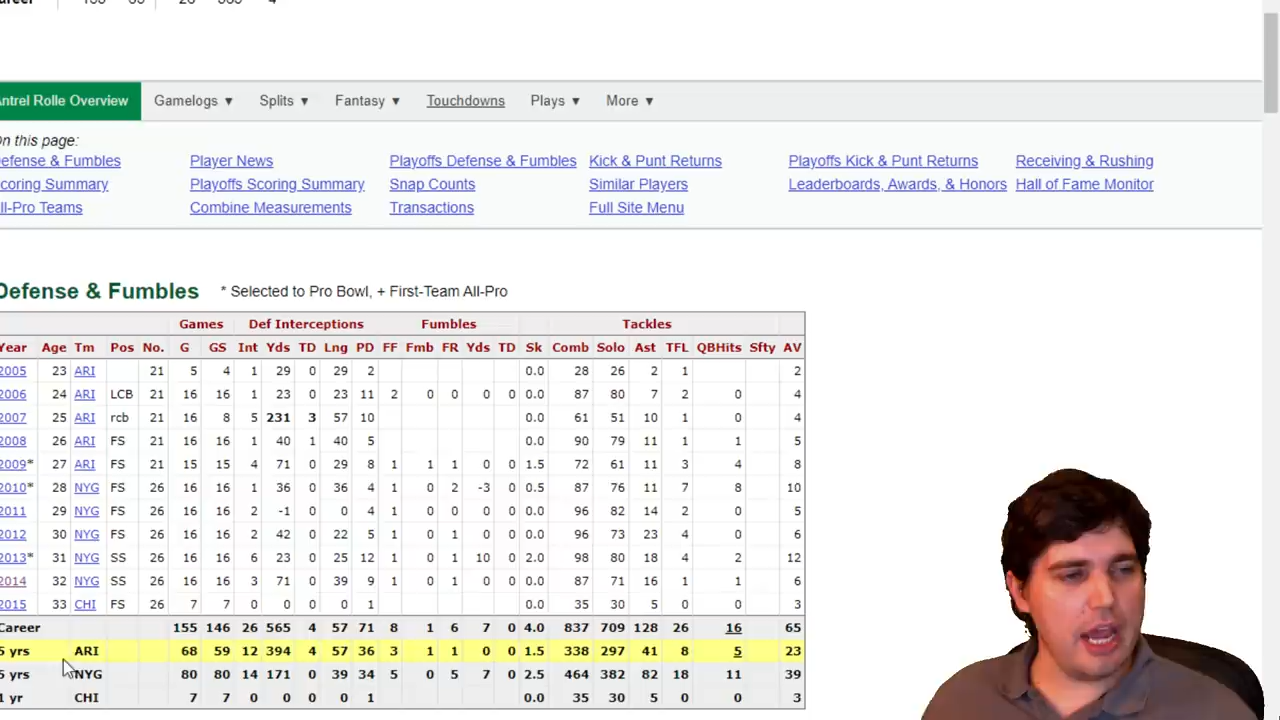 areer 155 65 26 565 4
Antrel Rolle Overview Gamelogs ▼ Splits ▼ Fantasy ▼ Touchdowns Plays ▼ More ▼
On this page:
Defense & Fumbles Player News Playoffs Defense & Fumbles Kick & Punt Returns Playoffs Kick & Punt Returns Receiving & Rushing
coring Summary Playoffs Scoring Summary Snap Counts Similar Players Leaderboards, Awards, & Honors Hall of Fame Monitor
ll-Pro Teams Combine Measurements Transactions Full Site Menu
Defense & Fumbles * Selected to Pro Bowl, + First-Team All-Pro
Games Def Interceptions Fumbles Tackles
Year Age Tm Pos No. G GS Int Yds TD Lng PD FF Fmb FR Yds TD Sk Comb Solo Ast TFL QBHits Sfty AV
2005 23 ARI 21 5 4 1 29 0 29 2 0.0 28 26 2 1 2
2006 24 ARI LCB 21 16 16 1 23 0 23 11 2 0 0 0 0 0.0 87 80 7 2 0 4
2007 25 ARI rcb 21 16 8 5 231 3 57 10 0.0 61 51 10 1 0 4
2008 26 ARI FS 21 16 16 1 40 1 40 5 0.0 90 79 11 1 1 5
2009* 27 ARI FS 21 15 15 4 71 0 29 8 1 1 1 0 0 1.5 72 61 11 3 4 8
2010* 28 NYG FS 26 16 16 1 36 0 36 4 1 0 2 -3 0 0.5 87 76 11 7 8 10
2011 29 NYG FS 26 16 16 2 -1 0 0 4 1 0 0 0 0 0.0 96 82 14 2 0 5
2012 30 NYG FS 26 16 16 2 42 0 22 5 1 0 1 0 0 0.0 96 73 23 4 0 6
2013* 31 NYG SS 26 16 16 6 23 0 25 12 1 0 1 10 0 2.0 98 80 18 4 2 12
2014 32 NYG SS 26 16 16 3 71 0 39 9 1 0 1 0 0 0.0 87 71 16 1 1 6
2015 33 CHI FS 26 7 7 0 0 0 0 1 0.0 35 30 5 0 0 3
Career 155 146 26 565 4 57 71 8 1 6 7 0 4.0 837 709 128 26 16 65
5 yrs ARI 68 59 12 394 4 57 36 3 1 1 0 0 1.5 338 297 41 8 5 23
5 yrs NYG 80 80 14 171 0 39 34 5 0 5 7 0 2.5 464 382 82 18 11 39
1 yr CHI 7 7 0 0 0 0 1 0.0 35 30 5 0 0 3